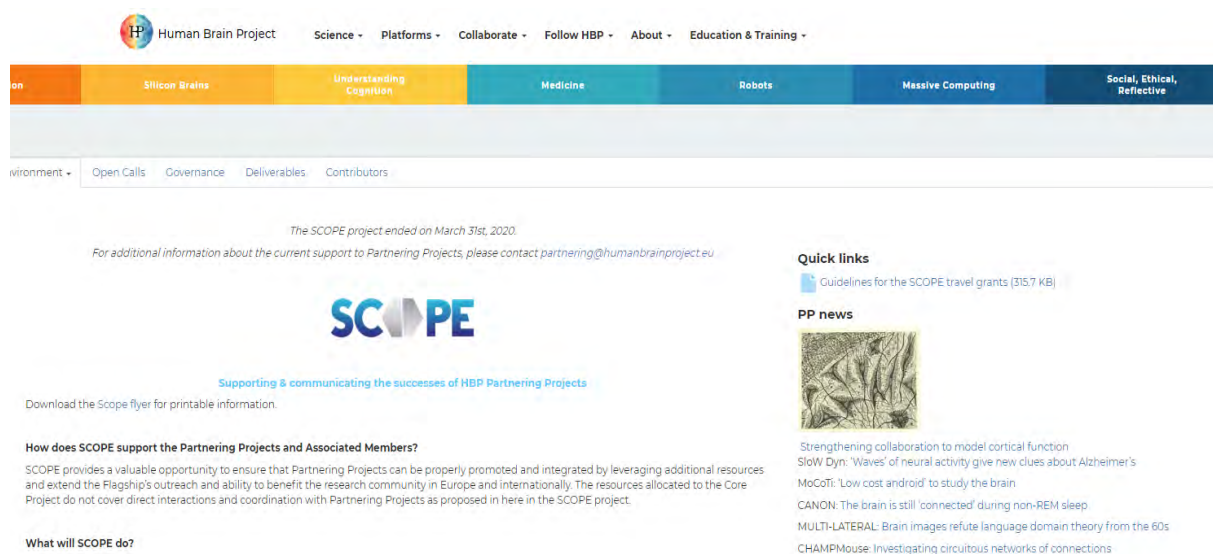 HP Human Brain Project Science Platforms Collaborate Follow HBP About Education & Training
on Silicon Brains Understanding Cognition Medicine Robots Massive Computing Social, Ethical, Reflective
vironment Open Calls Governance Deliverables Contributors
The SCOPE project ended on March 31st, 2020.
For additional information about the current support to Partnering Projects, please contact partnering@humanbrainproject.eu
SCOPE
Supporting & communicating the successes of HBP Partnering Projects
Download the Scope flyer for printable information.
How does SCOPE support the Partnering Projects and Associated Members?
SCOPE provides a valuable opportunity to ensure that Partnering Projects can be properly promoted and integrated by leveraging additional resources
and extend the Flagship's outreach and ability to benefit the research community in Europe and internationally. The resources allocated to the Core
Project do not cover direct interactions and coordination with Partnering Projects as proposed in here in the SCOPE project.
What will SCOPE do?
Quick links
Guidelines for the SCOPE travel grants (315.7 KB)
PP news
Strengthening collaboration to model cortical function
SloW Dyn: 'Waves' of neural activity give new clues about Alzheimer's
MoCoTi: 'Low cost android' to study the brain
CANON: The brain is still 'connected' during non-REM sleep
MULTI-LATERAL: Brain images refute language domain theory from the 60s
CHAMPMouse: Investigating circuitous networks of connections